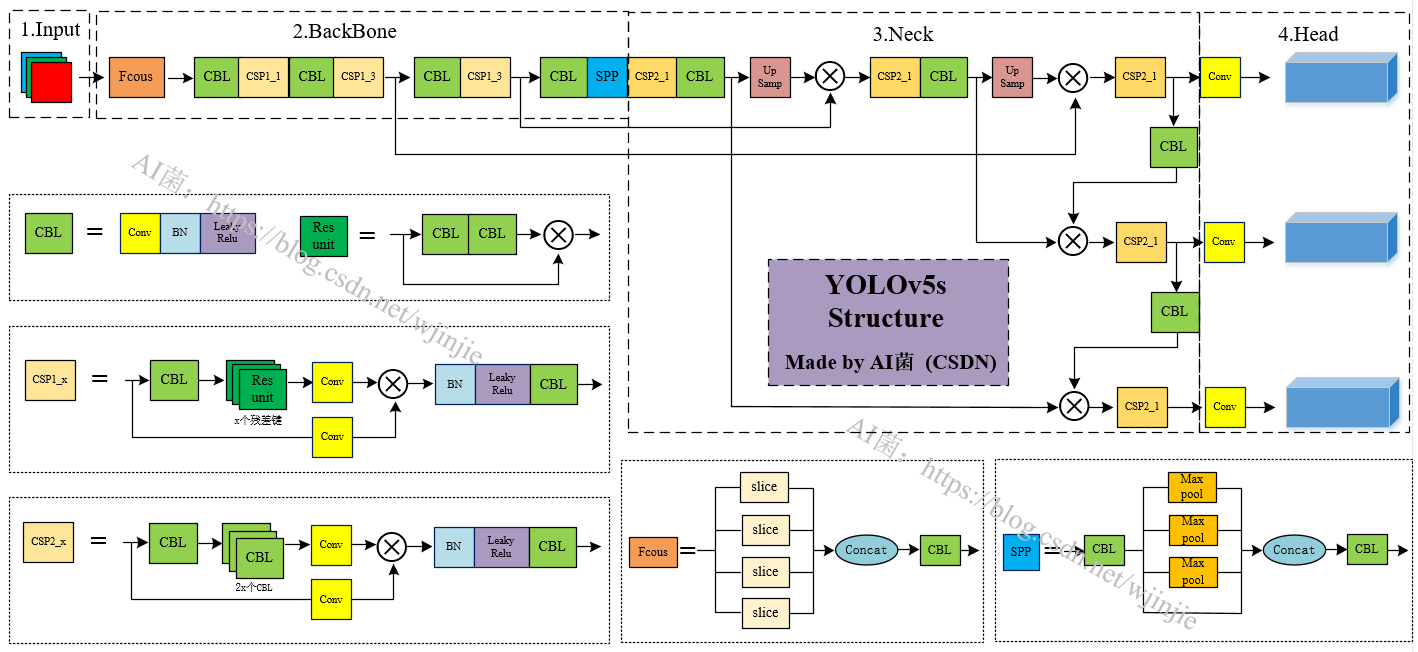 1.Input
2.BackBone
3.Neck
4.Head
Fcous
CBL
CSP1_1
CBL
CSP1_3
CBL
CSP1_3
CBL
SPP
CSP2_1
CBL
Up
Samp
CSP2_1
CBL
Up
Samp
CSP2_1
Conv
CBL
CSP2_1
Conv
CBL
CSP2_1
Conv
YOLOv5s
Structure
Made by AI菌 (CSDN)
AI菌：https://blog.csdn.net/wjinjie
CBL
=
Conv
BN
Leaky
Relu
Res
unit
=
CBL
CBL
CSP1_x
=
CBL
Res
unit
x个残差键
Conv
Conv
BN
Leaky
Relu
CBL
CSP2_x
=
CBL
CBL
2x个CBL
Conv
Conv
BN
Leaky
Relu
CBL
Fcous
=
slice
slice
slice
slice
Concat
CBL
SPP
=
CBL
Max
pool
Max
pool
Max
pool
Concat
CBL
AI菌：https://blog.csdn.net/wjinjie